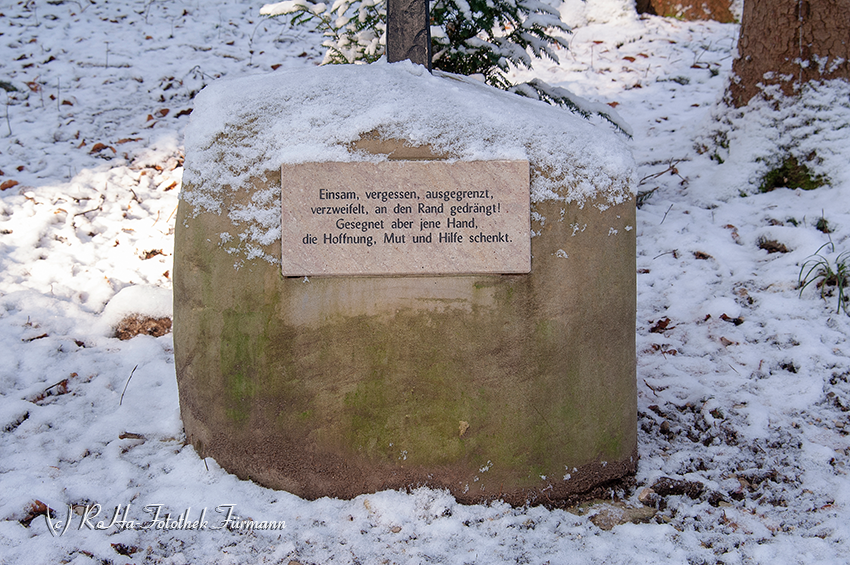 Einsam, vergessen, ausgegrenzt,
verzweifelt, an den Rand gedrängt!
Gesegnet aber jene Hand,
die Hoffnung, Mut und Hilfe schenkt.
(c) RoHa-Fotothek Fürmann